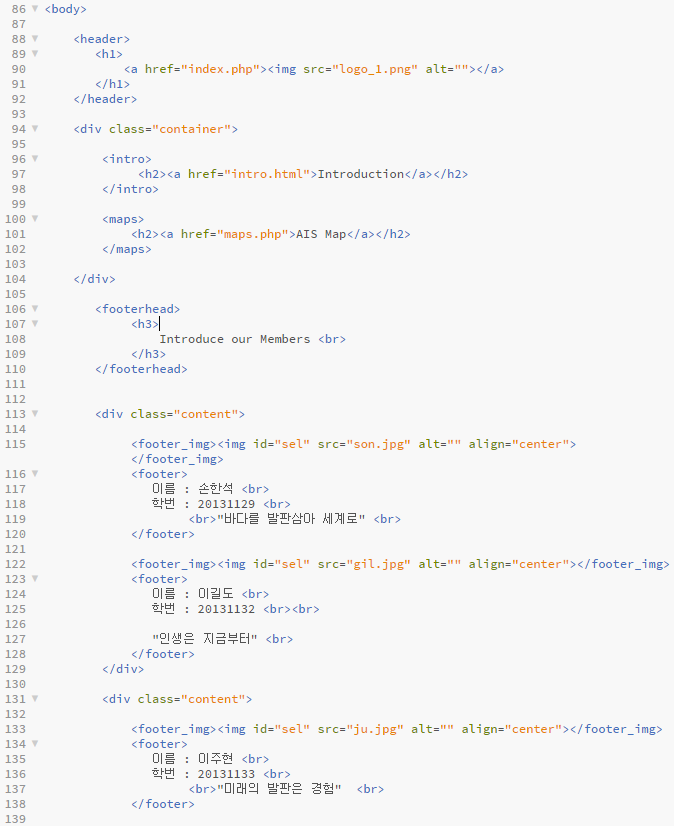 86 <body>
87
88 <header>
89 <h1>
90 <a href="index.php"><img src="logo_1.png" alt=""></a>
91 </h1>
92 </header>
93
94 <div class="container">
95
96 <intro>
97 <h2><a href="intro.html">Introduction</a></h2>
98 </intro>
99
100 <maps>
101 <h2><a href="maps.php">AIS Map</a></h2>
102 </maps>
103
104 </div>
105
106 <footerhead>
107 <h3>
108 Introduce our Members <br>
109 </h3>
110 </footerhead>
111
112
113 <div class="content">
114
115 <footer_img><img id="sel" src="son.jpg" alt="" align="center">
</footer_img>
116 <footer>
117 이름 : 손한석 <br>
118 학번 : 20131129 <br>
119 <br>"바다를 발판삼아 세계로" <br>
120 </footer>
121
122 <footer_img><img id="sel" src="gil.jpg" alt="" align="center"></footer_img>
123 <footer>
124 이름 : 이길도 <br>
125 학번 : 20131132 <br><br>
126
127 "인생은 지금부터" <br>
128 </footer>
129 </div>
130
131 <div class="content">
132
133 <footer_img><img id="sel" src="ju.jpg" alt="" align="center"></footer_img>
134 <footer>
135 이름 : 이주현 <br>
136 학번 : 20131133 <br>
137 <br>"미래의 발판은 경험" <br>
138 </footer>
139